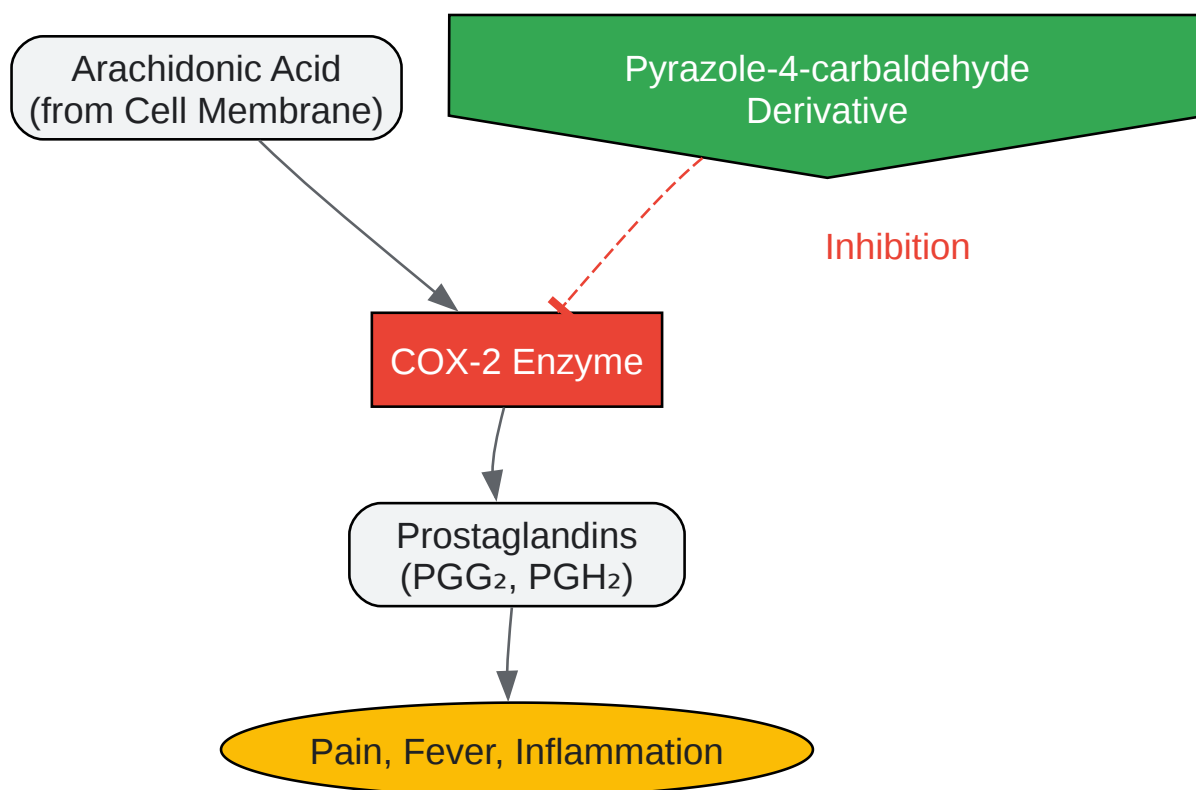 Arachidonic Acid
(from Cell Membrane)
Pyrazole-4-carbaldehyde
Derivative
Inhibition
COX-2 Enzyme
Prostaglandins
(PGG₂, PGH₂)
Pain, Fever, Inflammation